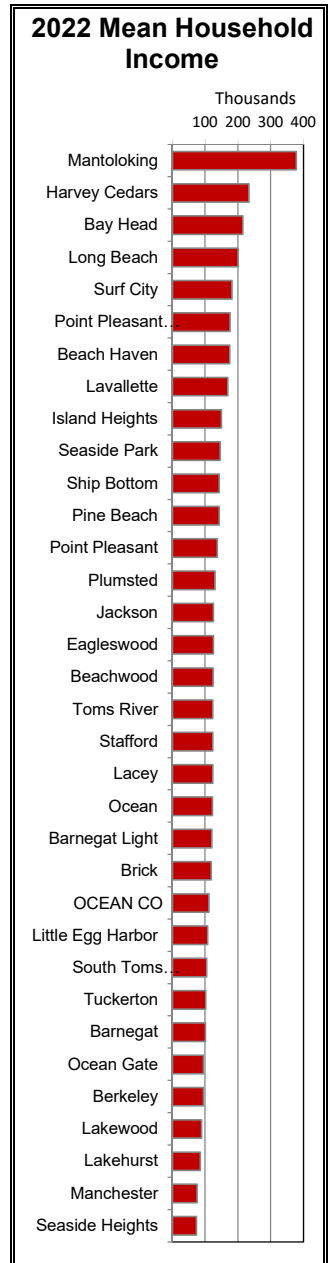 2022 Mean Household
Income
Thousands
100 200 300 400
Mantoloking
Harvey Cedars
Bay Head
Long Beach
Surf City
Point Pleasant…
Beach Haven
Lavallette
Island Heights
Seaside Park
Ship Bottom
Pine Beach
Point Pleasant
Plumsted
Jackson
Eagleswood
Beachwood
Toms River
Stafford
Lacey
Ocean
Barnegat Light
Brick
OCEAN CO
Little Egg Harbor
South Toms…
Tuckerton
Barnegat
Ocean Gate
Berkeley
Lakewood
Lakehurst
Manchester
Seaside Heights